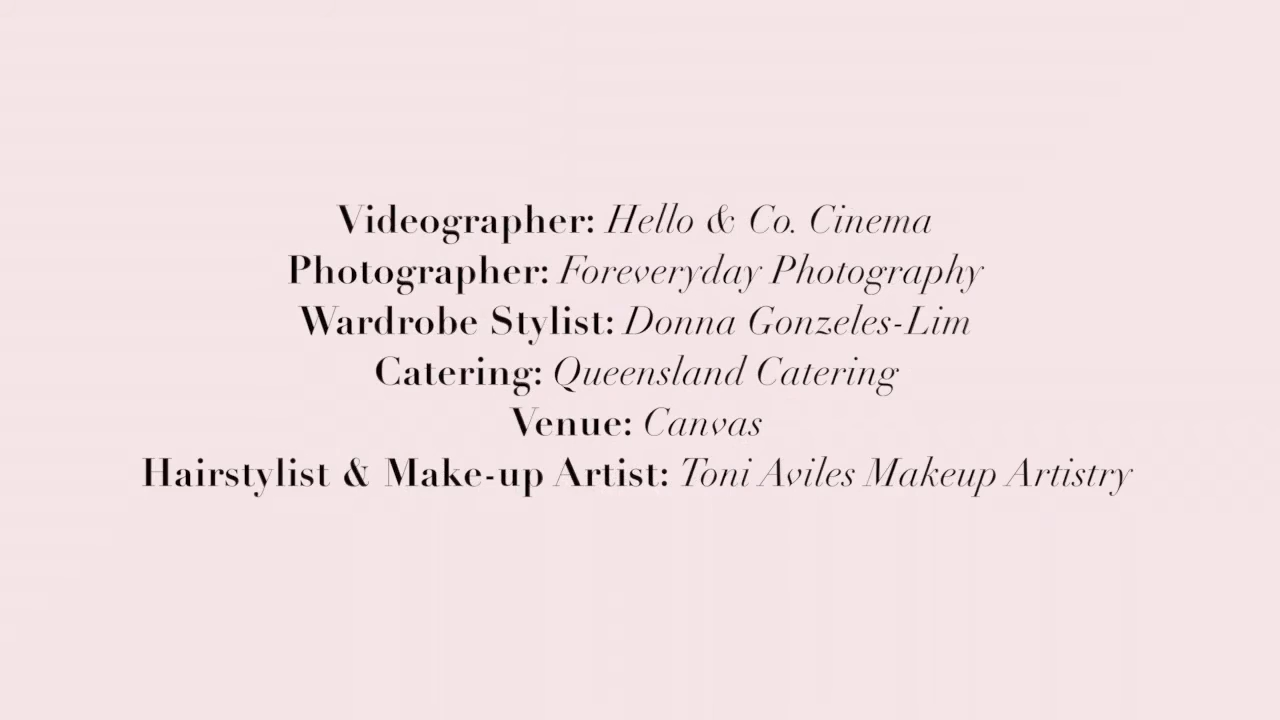 Videographer: Hello & Co. Cinema
Photographer: Foreveryday Photography
Wardrobe Stylist: Donna Gonzeles-Lim
Catering: Queensland Catering
Venue: Canvas
Hairstylist & Make-up Artist: Toni Aviles Makeup Artistry